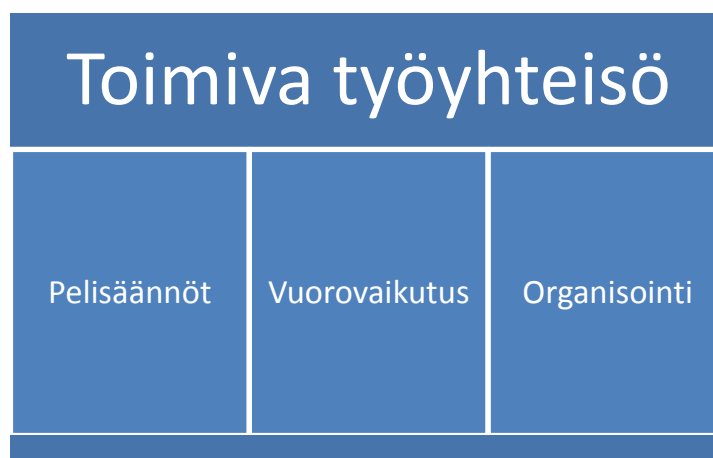 Toimiva työyhteisö
Pelisäännöt
Vuorovaikutus
Organisointi